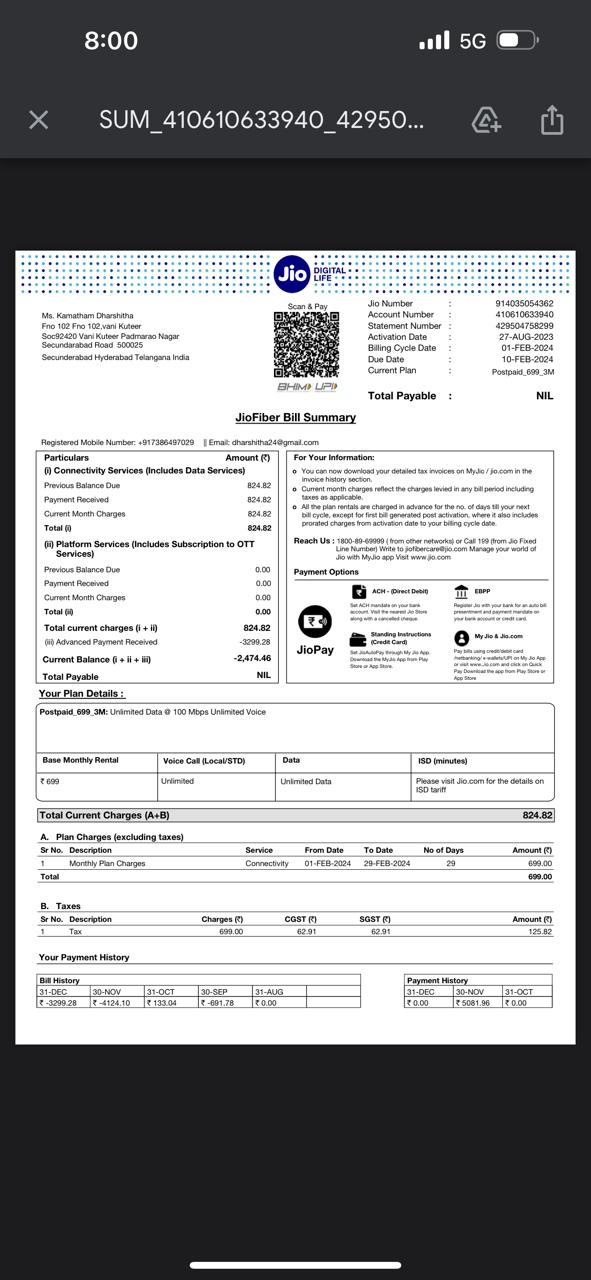 8:00
5G
SUM_410610633940_42950...
Jio DIGITAL LIFE
Ms. Kamatham Dharshitha
Fno 102 Fno 102,vani Kuteer
Soc92420 Vani Kuteer Padmarao Nagar
Secundarabad Road 500025
Secunderabad Hyderabad Telangana India
Scan & Pay
BHIM UPI
Jio Number : 914035054362
Account Number : 410610633940
Statement Number : 429504758299
Activation Date : 27-AUG-2023
Billing Cycle Date : 01-FEB-2024
Due Date : 10-FEB-2024
Current Plan : Postpaid_699_3M
Total Payable : NIL
JioFiber Bill Summary
Registered Mobile Number: +917386497029 || Email: dharshitha24@gmail.com
Particulars Amount (₹)
(i) Connectivity Services (Includes Data Services)
Previous Balance Due 824.82
Payment Received 824.82
Current Month Charges 824.82
Total (i) 824.82
(ii) Platform Services (Includes Subscription to OTT
Services)
Previous Balance Due 0.00
Payment Received 0.00
Current Month Charges 0.00
Total (ii) 0.00
Total current charges (i + ii) 824.82
(iii) Advanced Payment Received -3299.28
Current Balance (i + ii + iii) -2,474.46
Total Payable NIL
For Your Information:
o You can now download your detailed tax invoices on MyJio / jio.com in the
invoice history section.
o Current month charges reflect the charges levied in any bill period including
taxes as applicable.
o All the plan rentals are charged in advance for the no. of days till your next
bill cycle, except for first bill generated post activation, where it also includes
prorated charges from activation date to your billing cycle date.
Reach Us : 1800-89-69999 ( from other networks) or Call 199 (from Jio Fixed
Line Number) Write to jiofibercare@jio.com Manage your world of
Jio with MyJio app Visit www.jio.com
Payment Options
JioPay
ACH - (Direct Debit)
Set ACH mandate on your bank
account. Visit the nearest Jio Store
along with a cancelled cheque.
EBPP
Register Jio with your bank for an auto bill
presentment and payment mandate on
your bank account or credit card.
Standing Instructions
(Credit Card)
Set JioAutoPay through My Jio App.
Download the MyJio App from Play
Store or App Store.
My Jio & Jio.com
Pay bills using credit/debit card
/netbanking/ e-wallets/UPI on My Jio App
or visit www.Jio.com and click on Quick
Pay Download the app from Play Store or
App Store
Your Plan Details :
Postpaid_699_3M: Unlimited Data @ 100 Mbps Unlimited Voice
Base Monthly Rental Voice Call (Local/STD) Data ISD (minutes)
₹ 699 Unlimited Unlimited Data Please visit Jio.com for the details on
ISD tariff
Total Current Charges (A+B) 824.82
A. Plan Charges (excluding taxes)
Sr No. Description Service From Date To Date No of Days Amount (₹)
1 Monthly Plan Charges Connectivity 01-FEB-2024 29-FEB-2024 29 699.00
Total 699.00
B. Taxes
Sr No. Description Charges (₹) CGST (₹) SGST (₹) Amount (₹)
1 Tax 699.00 62.91 62.91 125.82
Your Payment History
Bill History
31-DEC 30-NOV 31-OCT 30-SEP 31-AUG
₹ -3299.28 ₹ -4124.10 ₹ 133.04 ₹ -691.78 ₹ 0.00
Payment History
31-DEC 30-NOV 31-OCT
₹ 0.00 ₹ 5081.96 ₹ 0.00